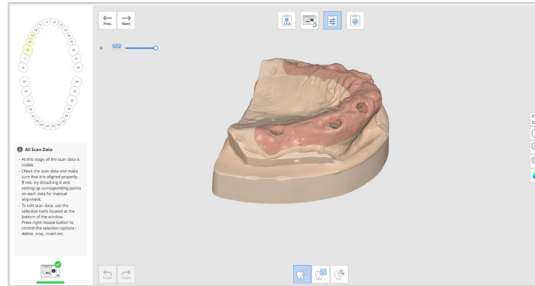 Prev.
Next
All Scan Data
- At this stage all the scan data is
visible.
- Check the scan data and make
sure that it is aligned properly.
If not, try detaching it and
setting up corresponding points
on each data for manual
alignment.
- To edit scan data, use the
selection tools located at the
bottom of the window.
Press right mouse button to
control the selection options :
delete, crop, invert etc.